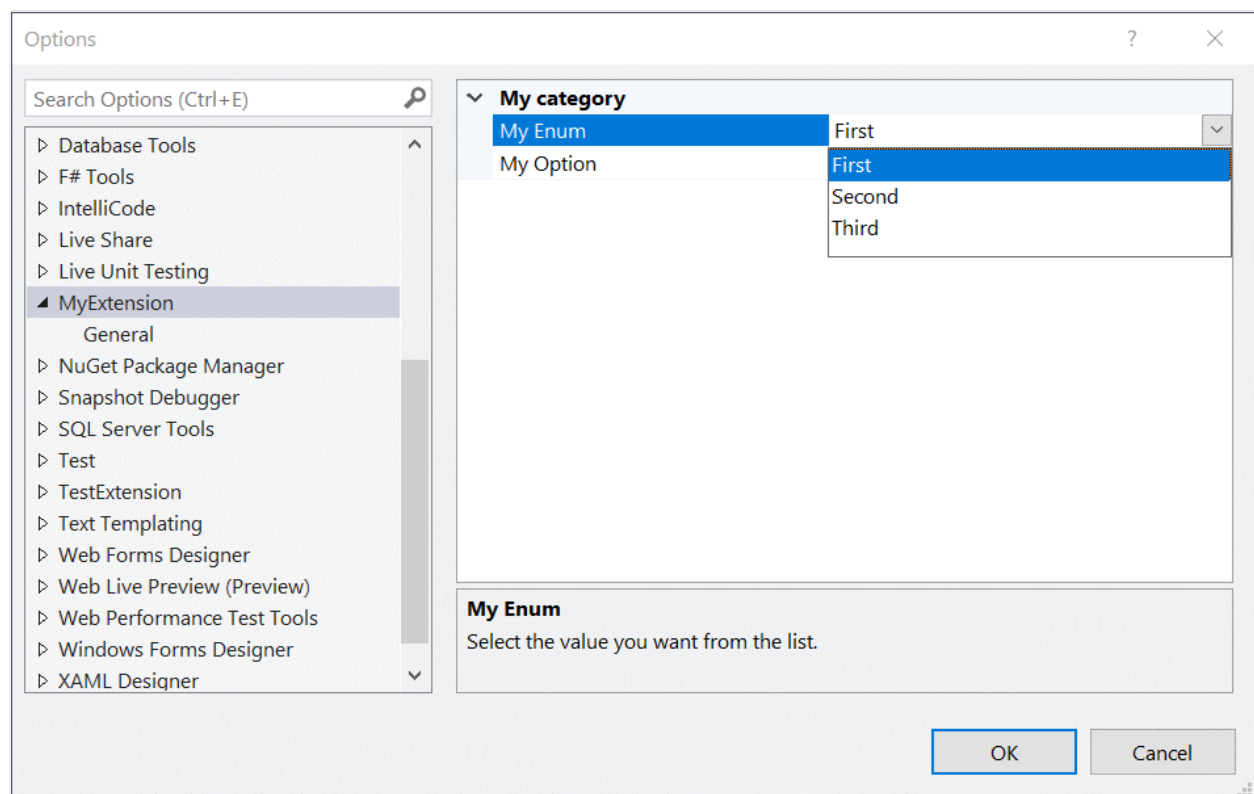 Options
?
Search Options (Ctrl+E)
Database Tools
F# Tools
IntelliCode
Live Share
Live Unit Testing
MyExtension
General
NuGet Package Manager
Snapshot Debugger
SQL Server Tools
Test
TestExtension
Text Templating
Web Forms Designer
Web Live Preview (Preview)
Web Performance Test Tools
Windows Forms Designer
XAML Designer
My category
My Enum First
My Option
First
Second
Third
My Enum
Select the value you want from the list.
OK Cancel